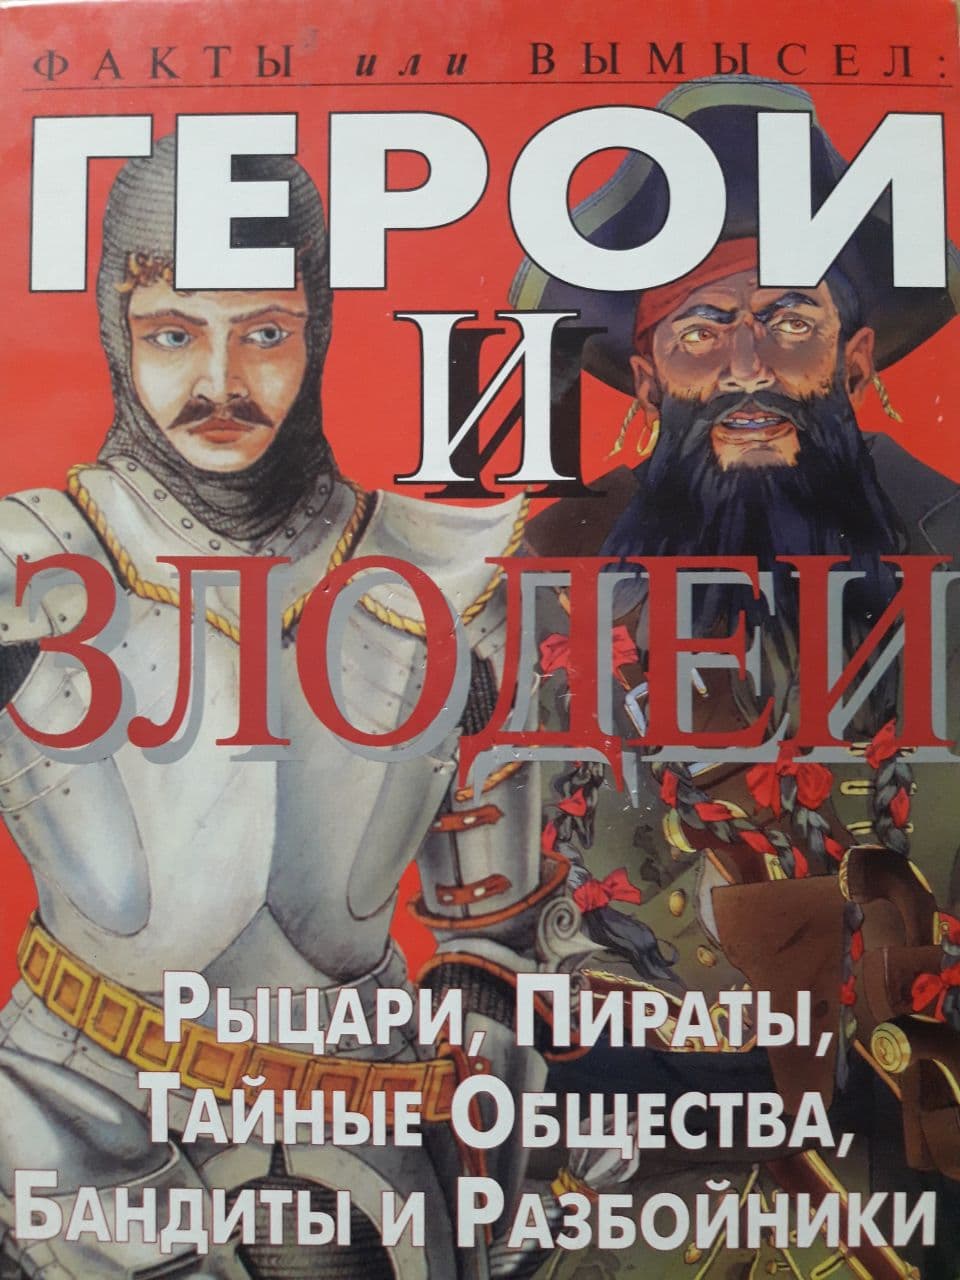 ФАКТЫ или ВЫМЫСЕЛ:
ГЕРОИ
И
ЗЛОДЕИ
Рыцари, Пираты,
Тайные Общества,
Бандиты и Разбойники